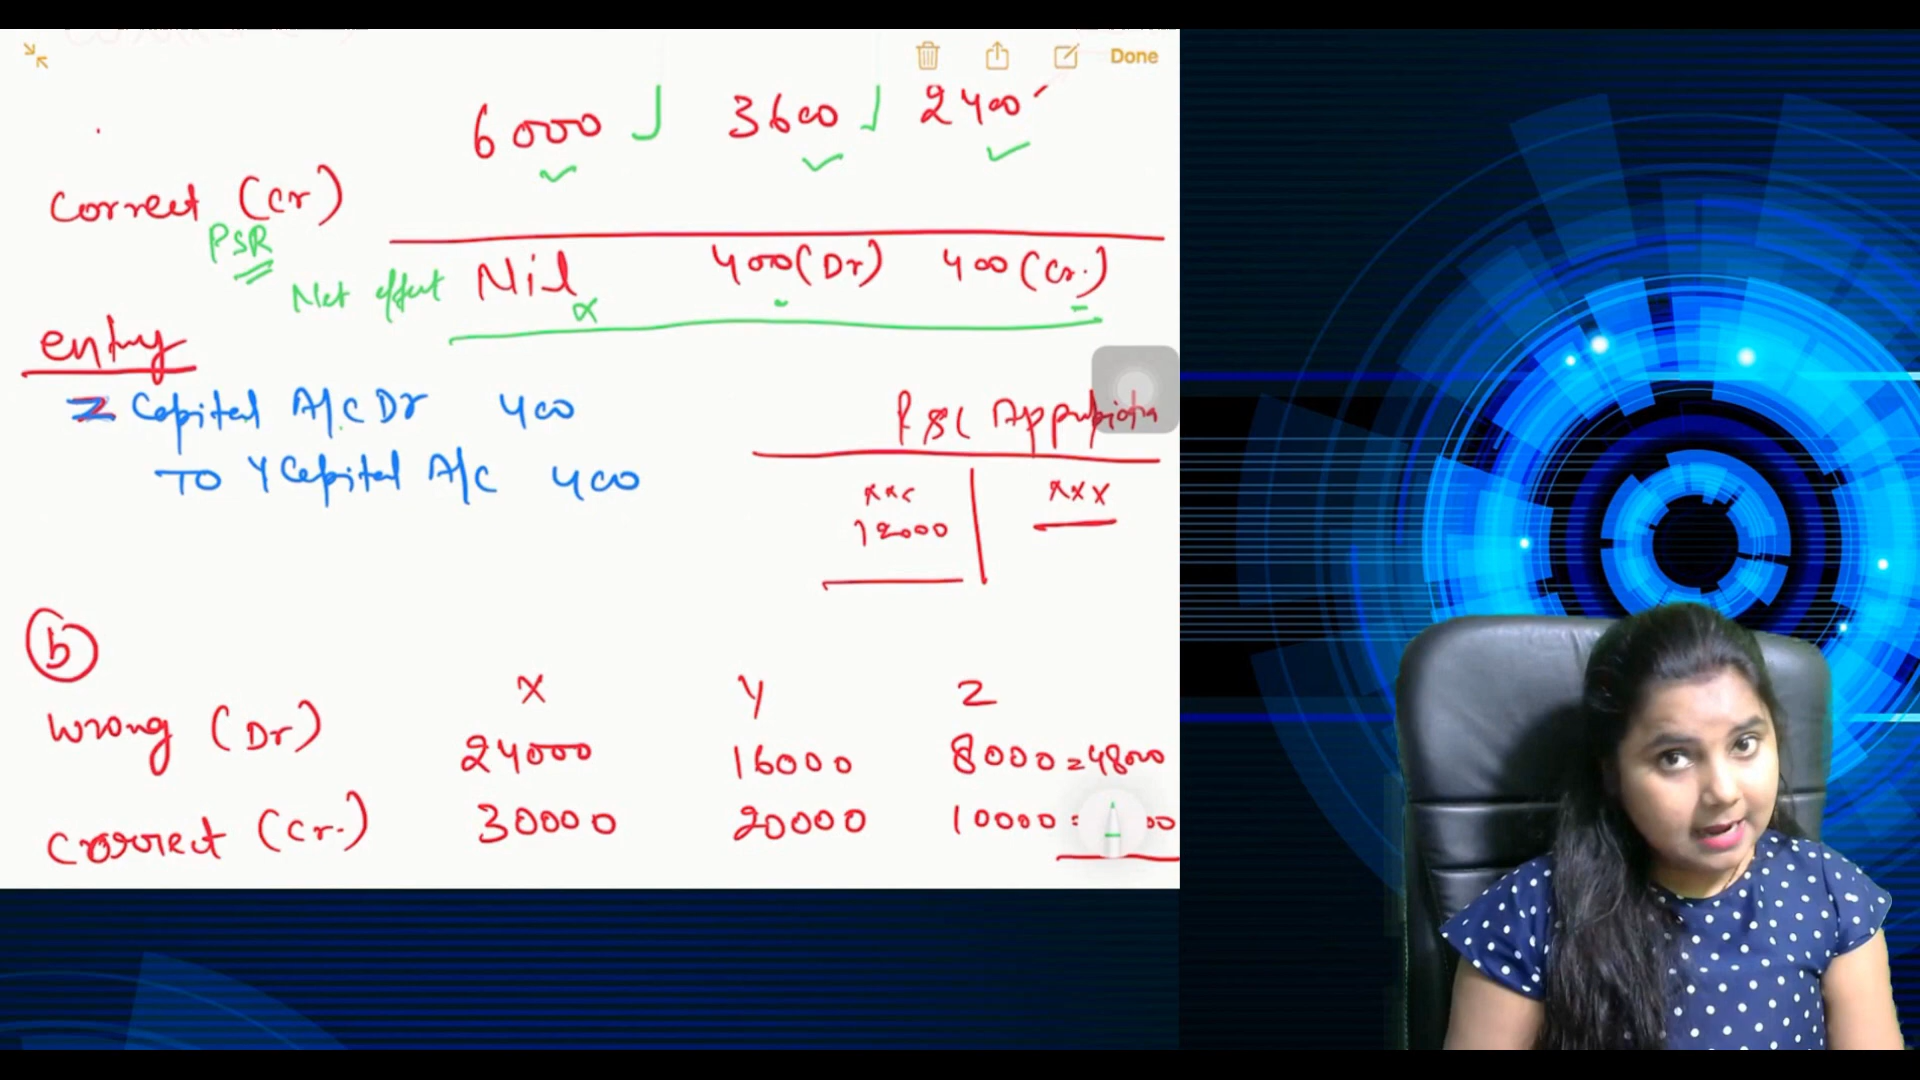 Done
6000 3600 2400
Correct (Cr)
PSR
Net effect Nil 400(Dr) 400(Cr.)
entry
Z Capital A/C Dr 400
To Y Capital A/C 400
P&L
xxx xxx
12000
b
X Y Z
Wrong (Dr) 24000 16000 8000=48000
Correct (Cr.) 30000 20000 10000=